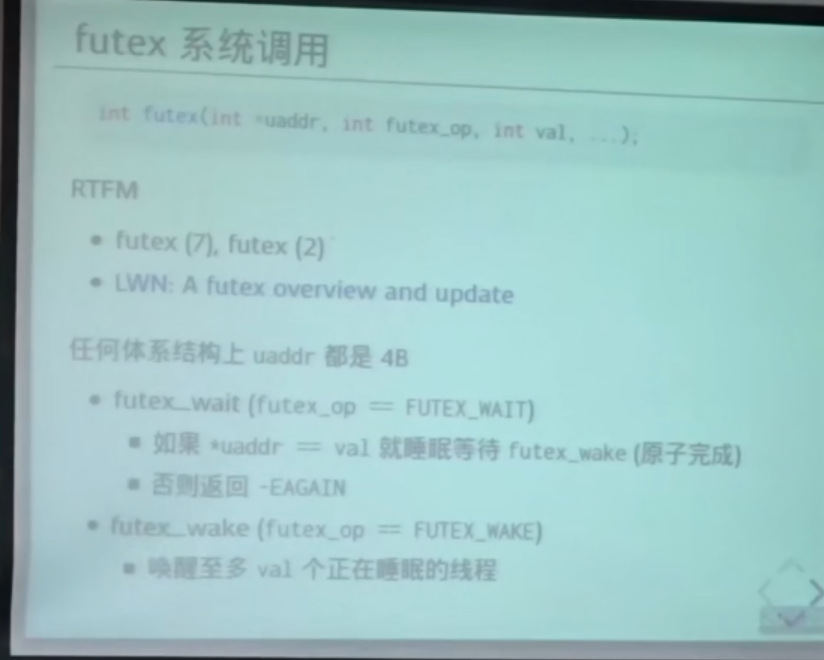 futex 系统调用
int futex(int *uaddr, int futex_op, int val, ...);
RTFM
futex (7), futex (2)
LWN: A futex overview and update
任何体系结构上 uaddr 都是 4B
futex_wait (futex_op == FUTEX_WAIT)
如果 *uaddr == val 就睡眠等待 futex_wake (原子完成)
否则返回 -EAGAIN
futex_wake (futex_op == FUTEX_WAKE)
唤醒至多 val 个正在睡眠的线程